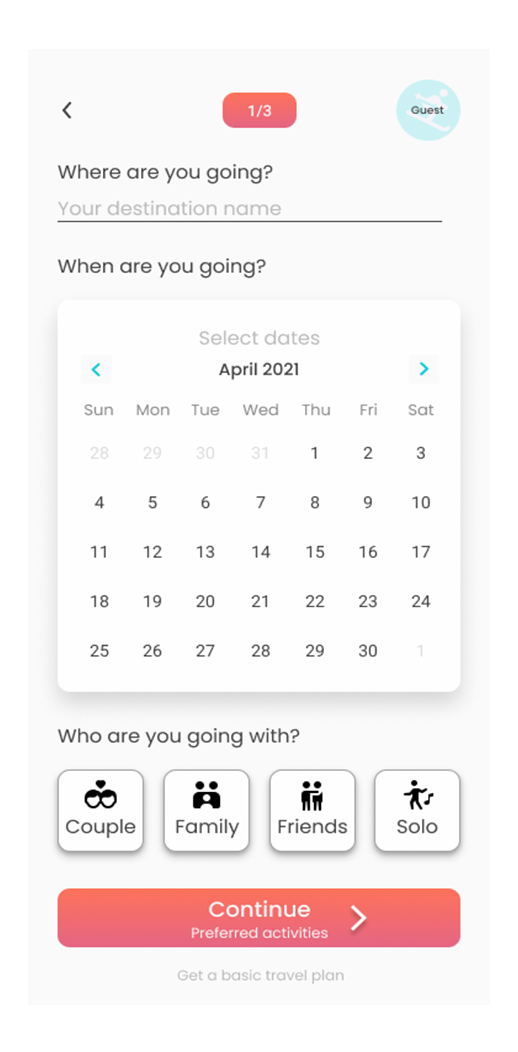 1/3
Guest
Where are you going?
Your destination name
When are you going?
Select dates
April 2021
Sun Mon Tue Wed Thu Fri Sat
28 29 30 31 1 2 3
4 5 6 7 8 9 10
11 12 13 14 15 16 17
18 19 20 21 22 23 24
25 26 27 28 29 30 1
Who are you going with?
Couple Family Friends Solo
Continue
Preferred activities
Get a basic travel plan